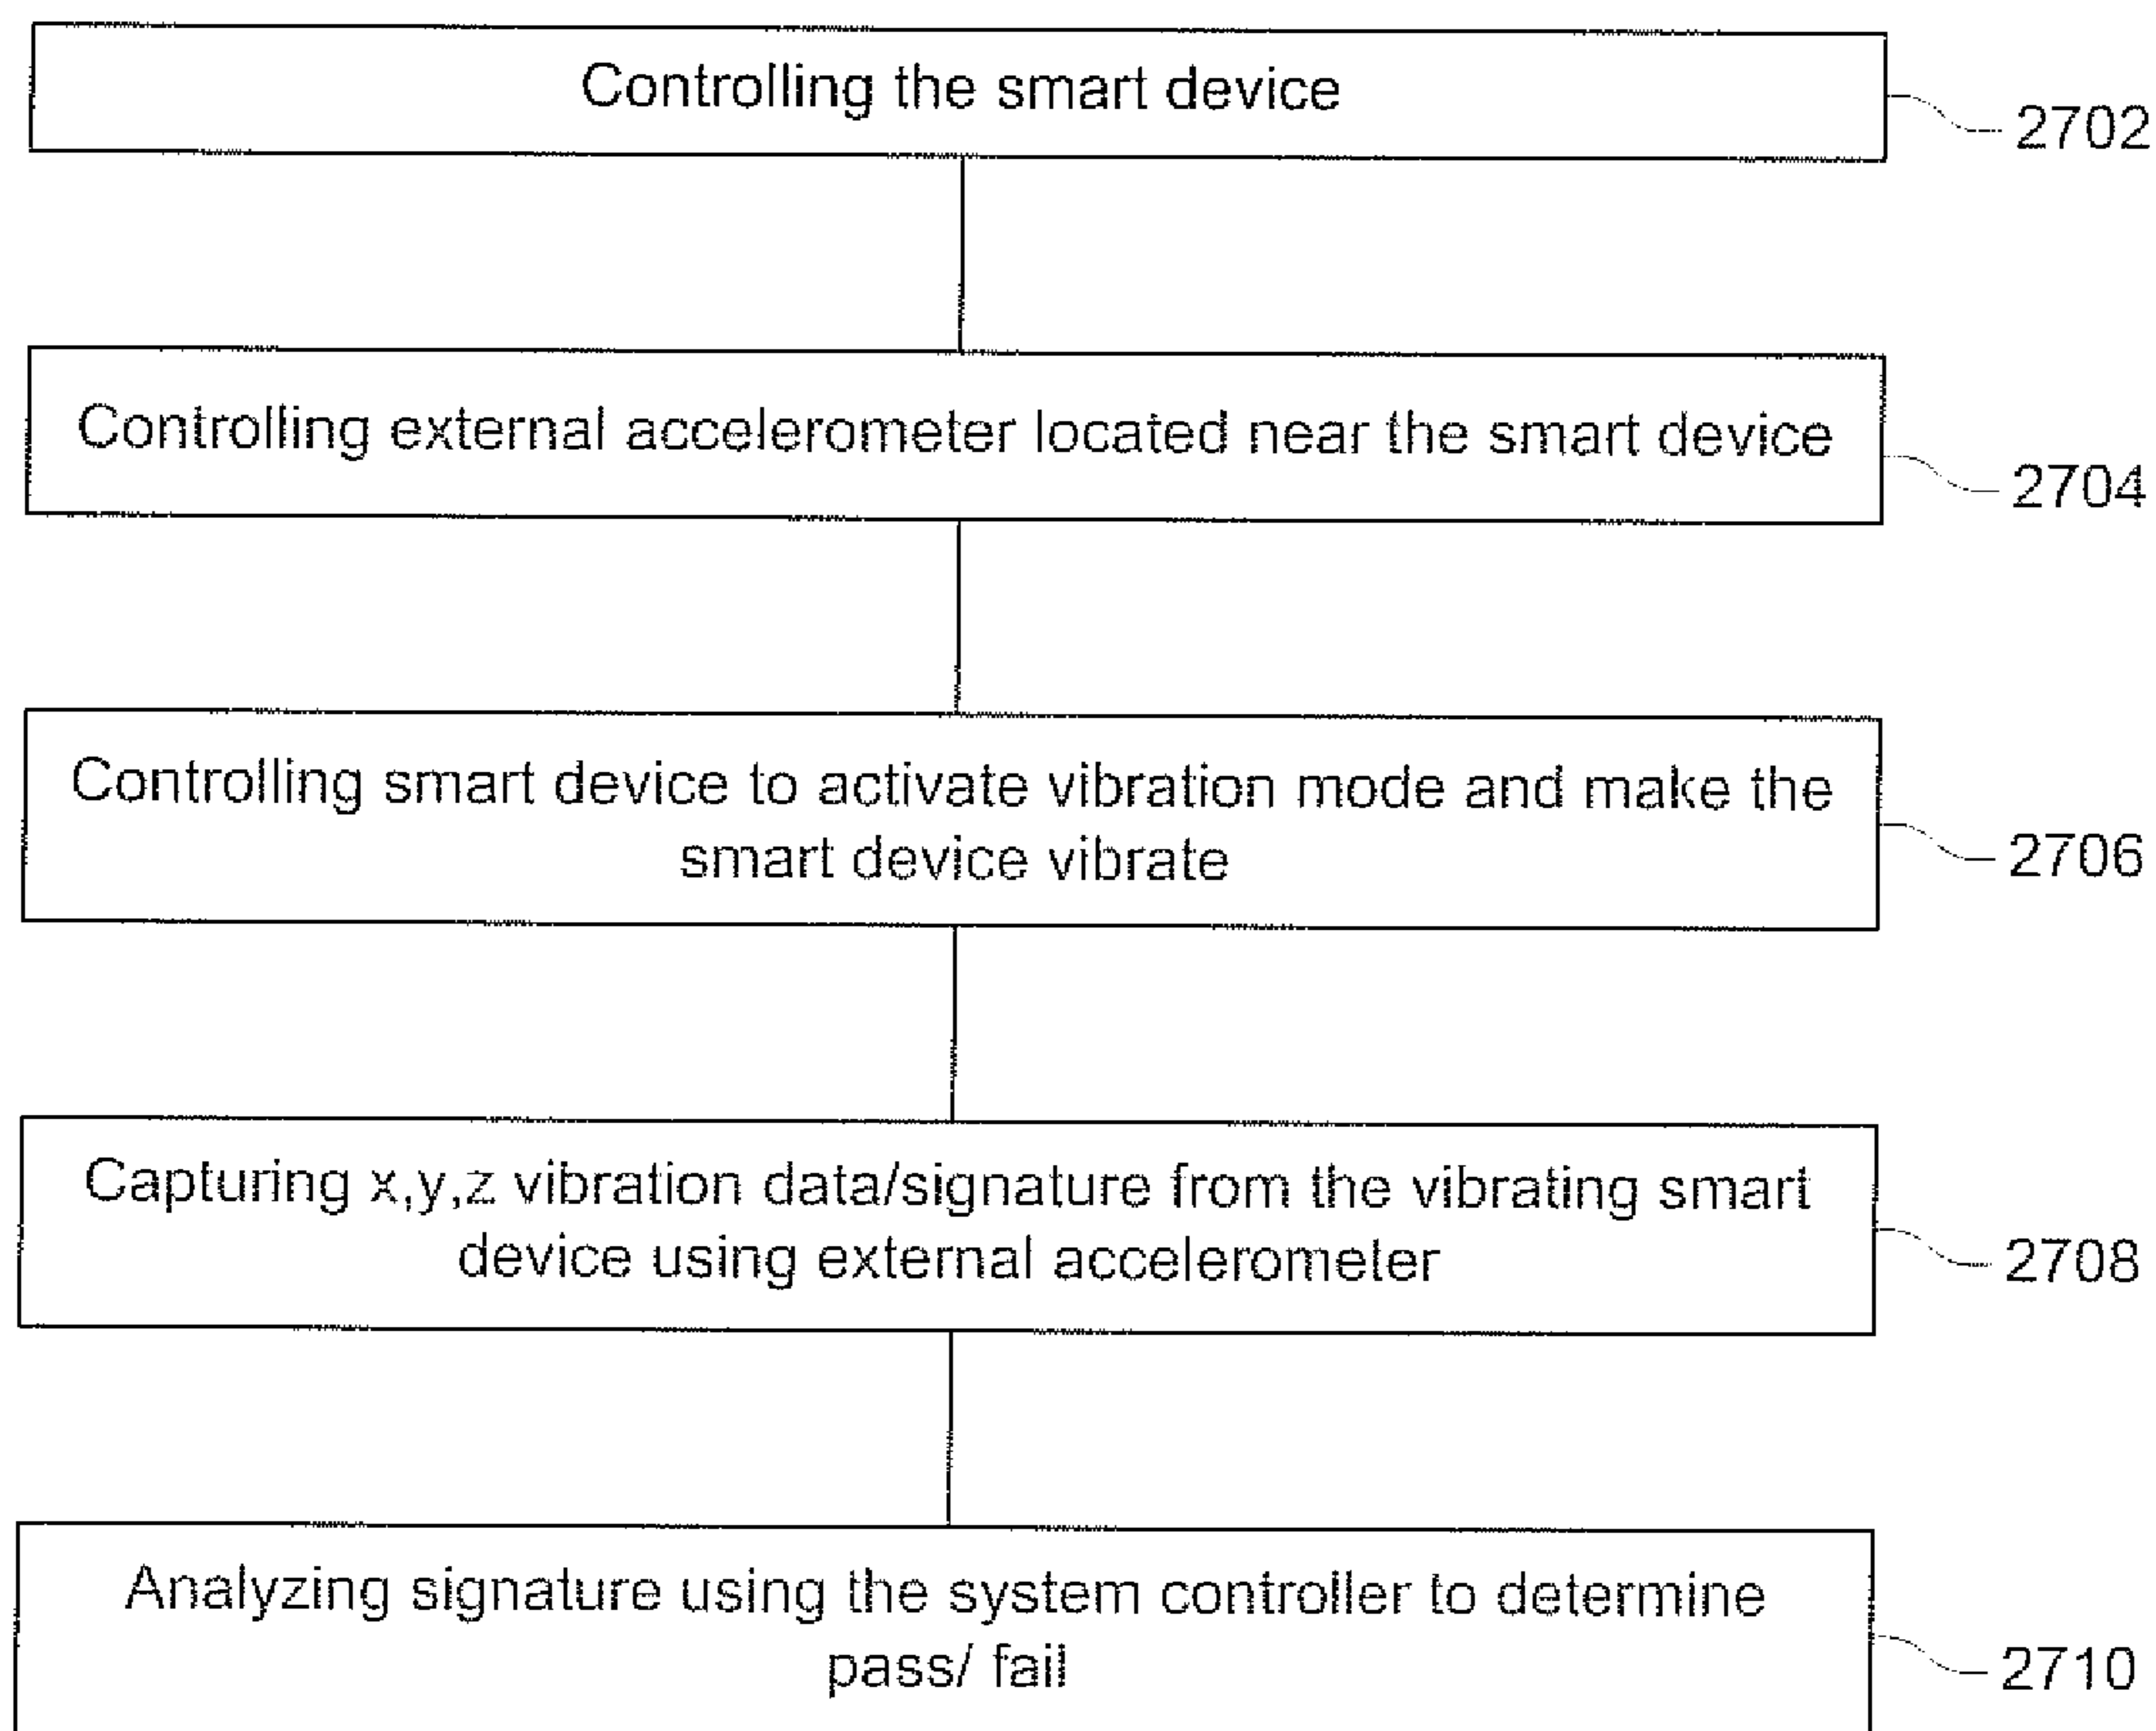 Controlling the smart device
2702
Controlling external accelerometer located near the smart device
2704
Controlling smart device to activate vibration mode and make the
smart device vibrate
2706
Capturing x,y,z vibration data/signature from the vibrating smart
device using external accelerometer
2708
Analyzing signature using the system controller to determine
pass/ fail
2710